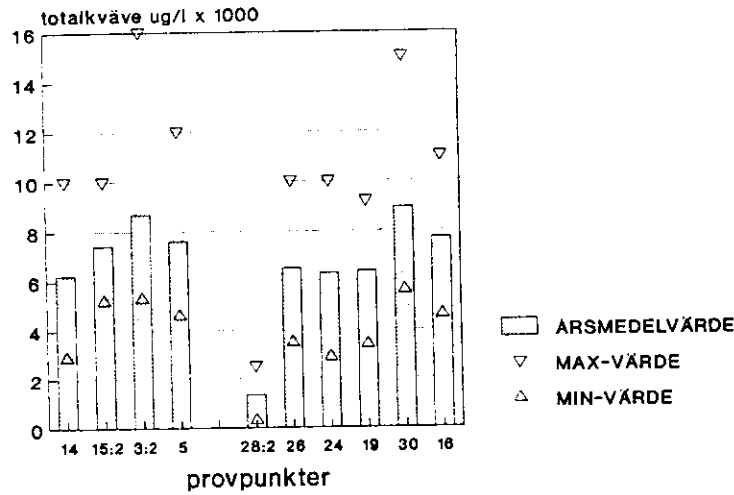 totalkväve ug/l x 1000
16
14
12
10
8
6
4
2
0
14 15:2 3:2 5 28:2 26 24 19 30 16
provpunkter
ARSMEDELVÄRDE
MAX-VÄRDE
MIN-VÄRDE